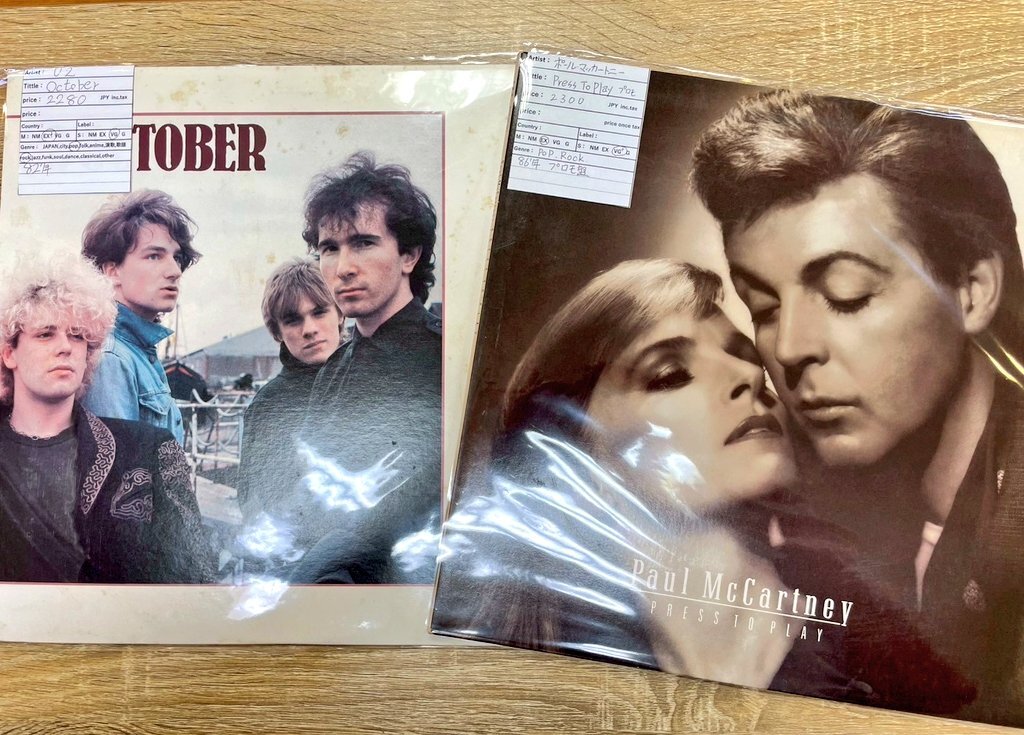 Artist: U2
Tittle: October
price: 2280 JPY inc.tax
price:
Country: Label:
M: NM EX VG G S: NM EX VG G
Genre: JAPAN,city,pop,folk,anime,演歌,歌謡
rock,jazz,funk,soul,dance,classical,other
82年
TOBER
Artist: ポール・マッカートニー
Tittle: Press To Play プロモ
price: 2300 JPY inc.tax
price: price once tax
Country: Label:
M: NM EX VG G S: NM EX VG G
Genre: POP. Rock
86年 プロモ盤
Paul McCartney
PRESS TO PLAY